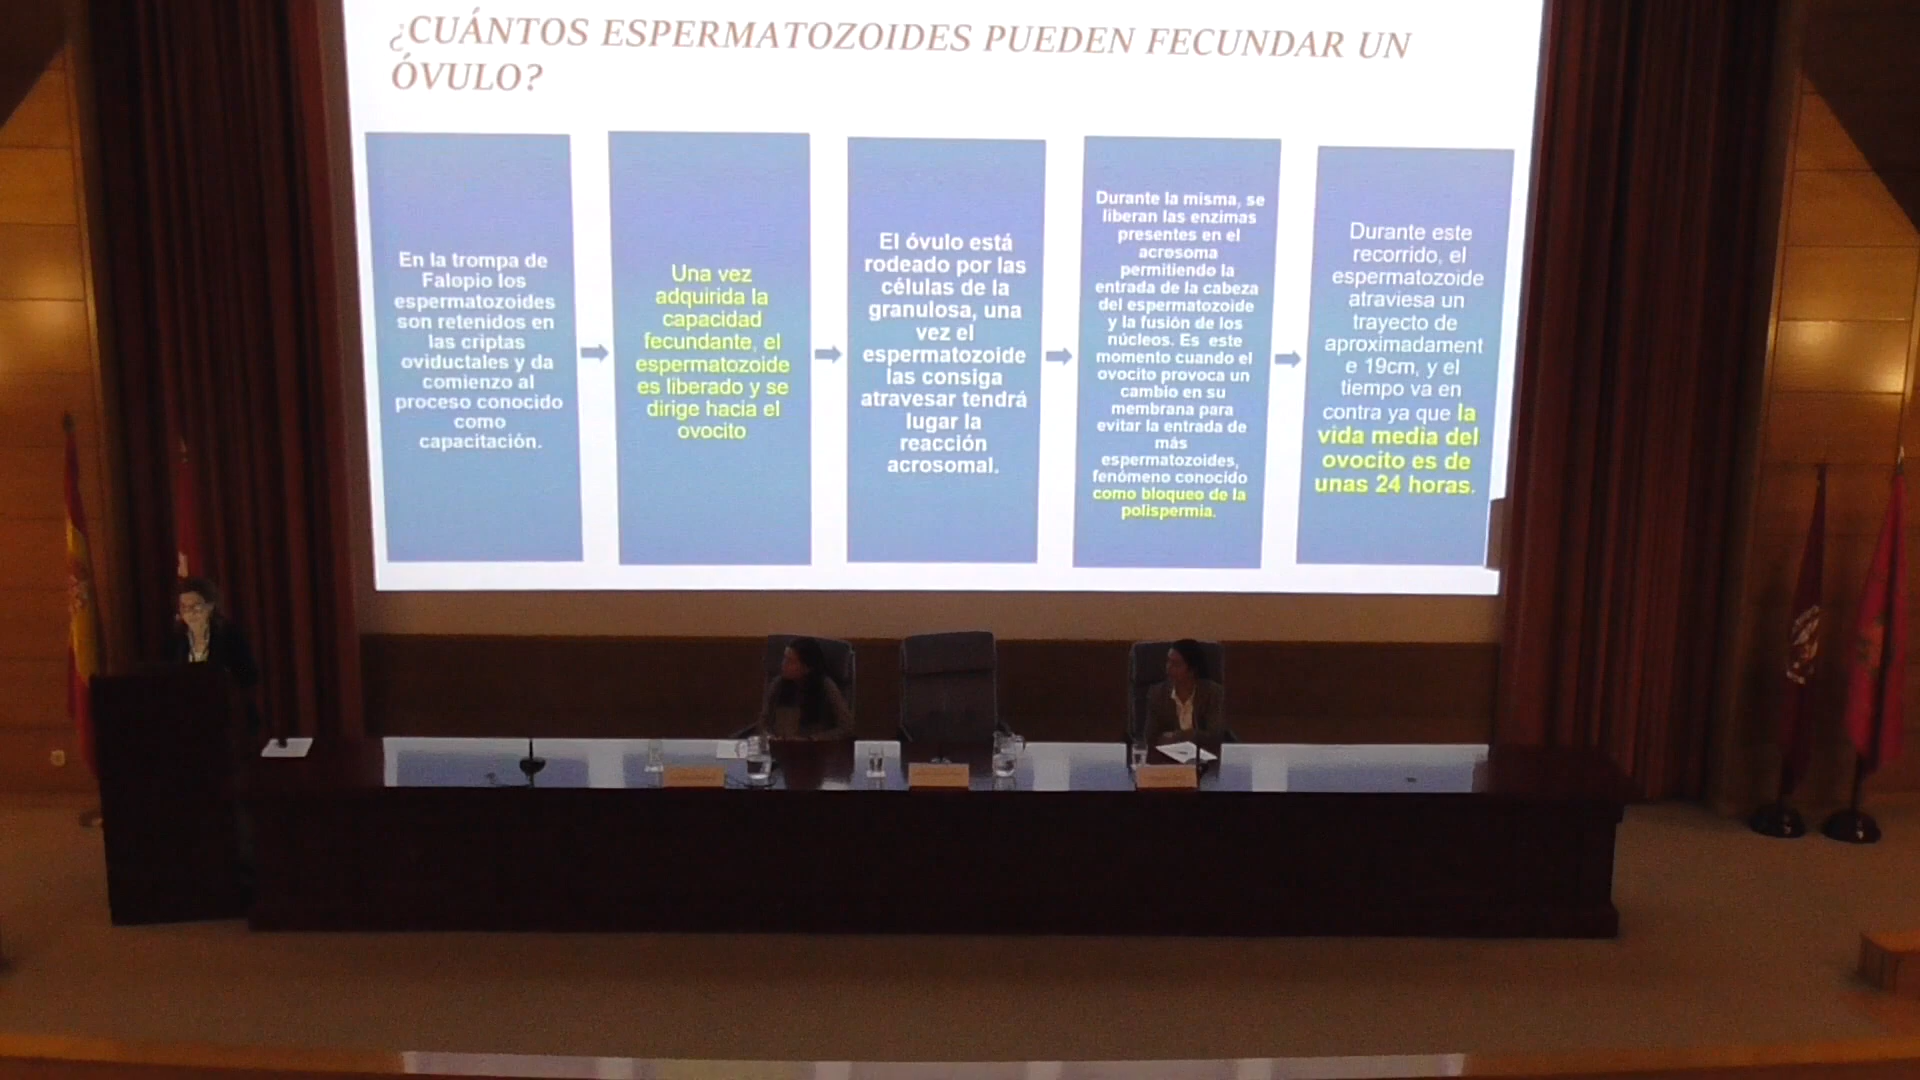 ¿CUÁNTOS ESPERMATOZOIDES PUEDEN FECUNDAR UN
ÓVULO?
En la trompa de
Falopio los
espermatozoides
son retenidos en
las criptas
oviductales y da
comienzo al
proceso conocido
como
capacitación.
Una vez
adquirida la
capacidad
fecundante, el
espermatozoide
es liberado y se
dirige hacia el
ovocito
El óvulo está
rodeado por las
células de la
granulosa, una
vez el
espermatozoide
las consiga
atravesar tendrá
lugar la
reacción
acrosomal.
Durante la misma, se
liberan las enzimas
presentes en el
acrosoma
permitiendo la
entrada de la cabeza
del espermatozoide
y la fusión de los
núcleos. Es este
momento cuando el
ovocito provoca un
cambio en su
membrana para
evitar la entrada de
más
espermatozoides,
fenómeno conocido
como bloqueo de la
polispermia.
Durante este
recorrido, el
espermatozoide
atraviesa un
trayecto de
aproximadament
e 19cm, y el
tiempo va en
contra ya que la
vida media del
ovocito es de
unas 24 horas.